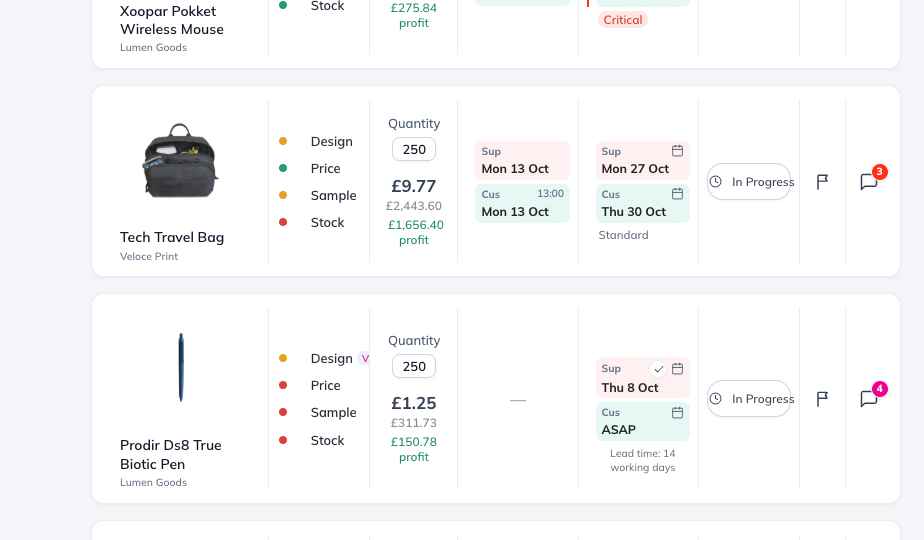 Xoopar Pokket
Wireless Mouse
Lumen Goods
Stock
£275.84
profit
Critical
Tech Travel Bag
Veloce Print
Design
Price
Sample
Stock
Quantity
250
£9.77
£2,443.60
£1,656.40
profit
Sup
Mon 13 Oct
Cus 13:00
Mon 13 Oct
Sup
Mon 27 Oct
Cus
Thu 30 Oct
Standard
In Progress
3
Prodir Ds8 True
Biotic Pen
Lumen Goods
Design V
Price
Sample
Stock
Quantity
250
£1.25
£311.73
£150.78
profit
—
Sup
Thu 8 Oct
Cus
ASAP
Lead time: 14
working days
In Progress
4